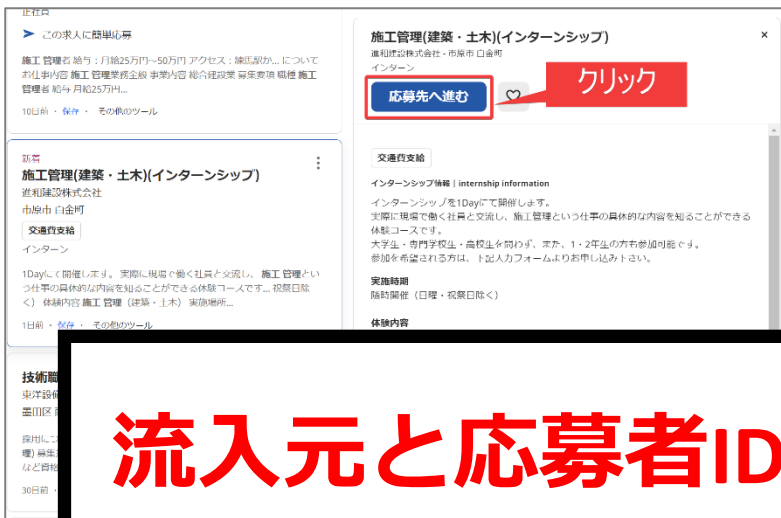 正社員
この求人に簡単応募
施工 管理者 給与：月給25万円～50万円 アクセス：練馬駅か... について
お仕事内容 施工 管理業務全般 事業内容 総合建設業 募集要項 職種 施工
管理者 給与 月給25万円...
10日前 ・ 保存 ・ その他のツール
新着
施工管理(建築・土木)(インターンシップ)
進和建設株式会社
市原市 白金町
交通費支給
インターン
1Dayにて開催します。 実際に現場で働く社員と交流し、 施工 管理とい
う仕事の具体的な内容を知ることができる体験コースです... 祝祭日除
く） 体験内容 施工 管理（建築・土木） 実施場所...
1日前 ・ 保存 ・ その他のツール
技術職
東洋設備
墨田区
採用につ
理) 募集
など資格
30日前 ・
施工管理(建築・土木)(インターンシップ)
進和建設株式会社 - 市原市 白金町
インターン
応募先へ進む
クリック
交通費支給
インターンシップ情報 | internship information
インターンシップを1Dayにて開催します。
実際に現場で働く社員と交流し、施工管理という仕事の具体的な内容を知ることができる
体験コースです。
大学生・専門学校生・高校生を問わず、また、1・2年生の方も参加可能です。
参加を希望される方は、下記入力フォームよりお申し込み下さい。
実施時期
随時開催（日曜・祝祭日除く）
体験内容
流入元と応募者ID